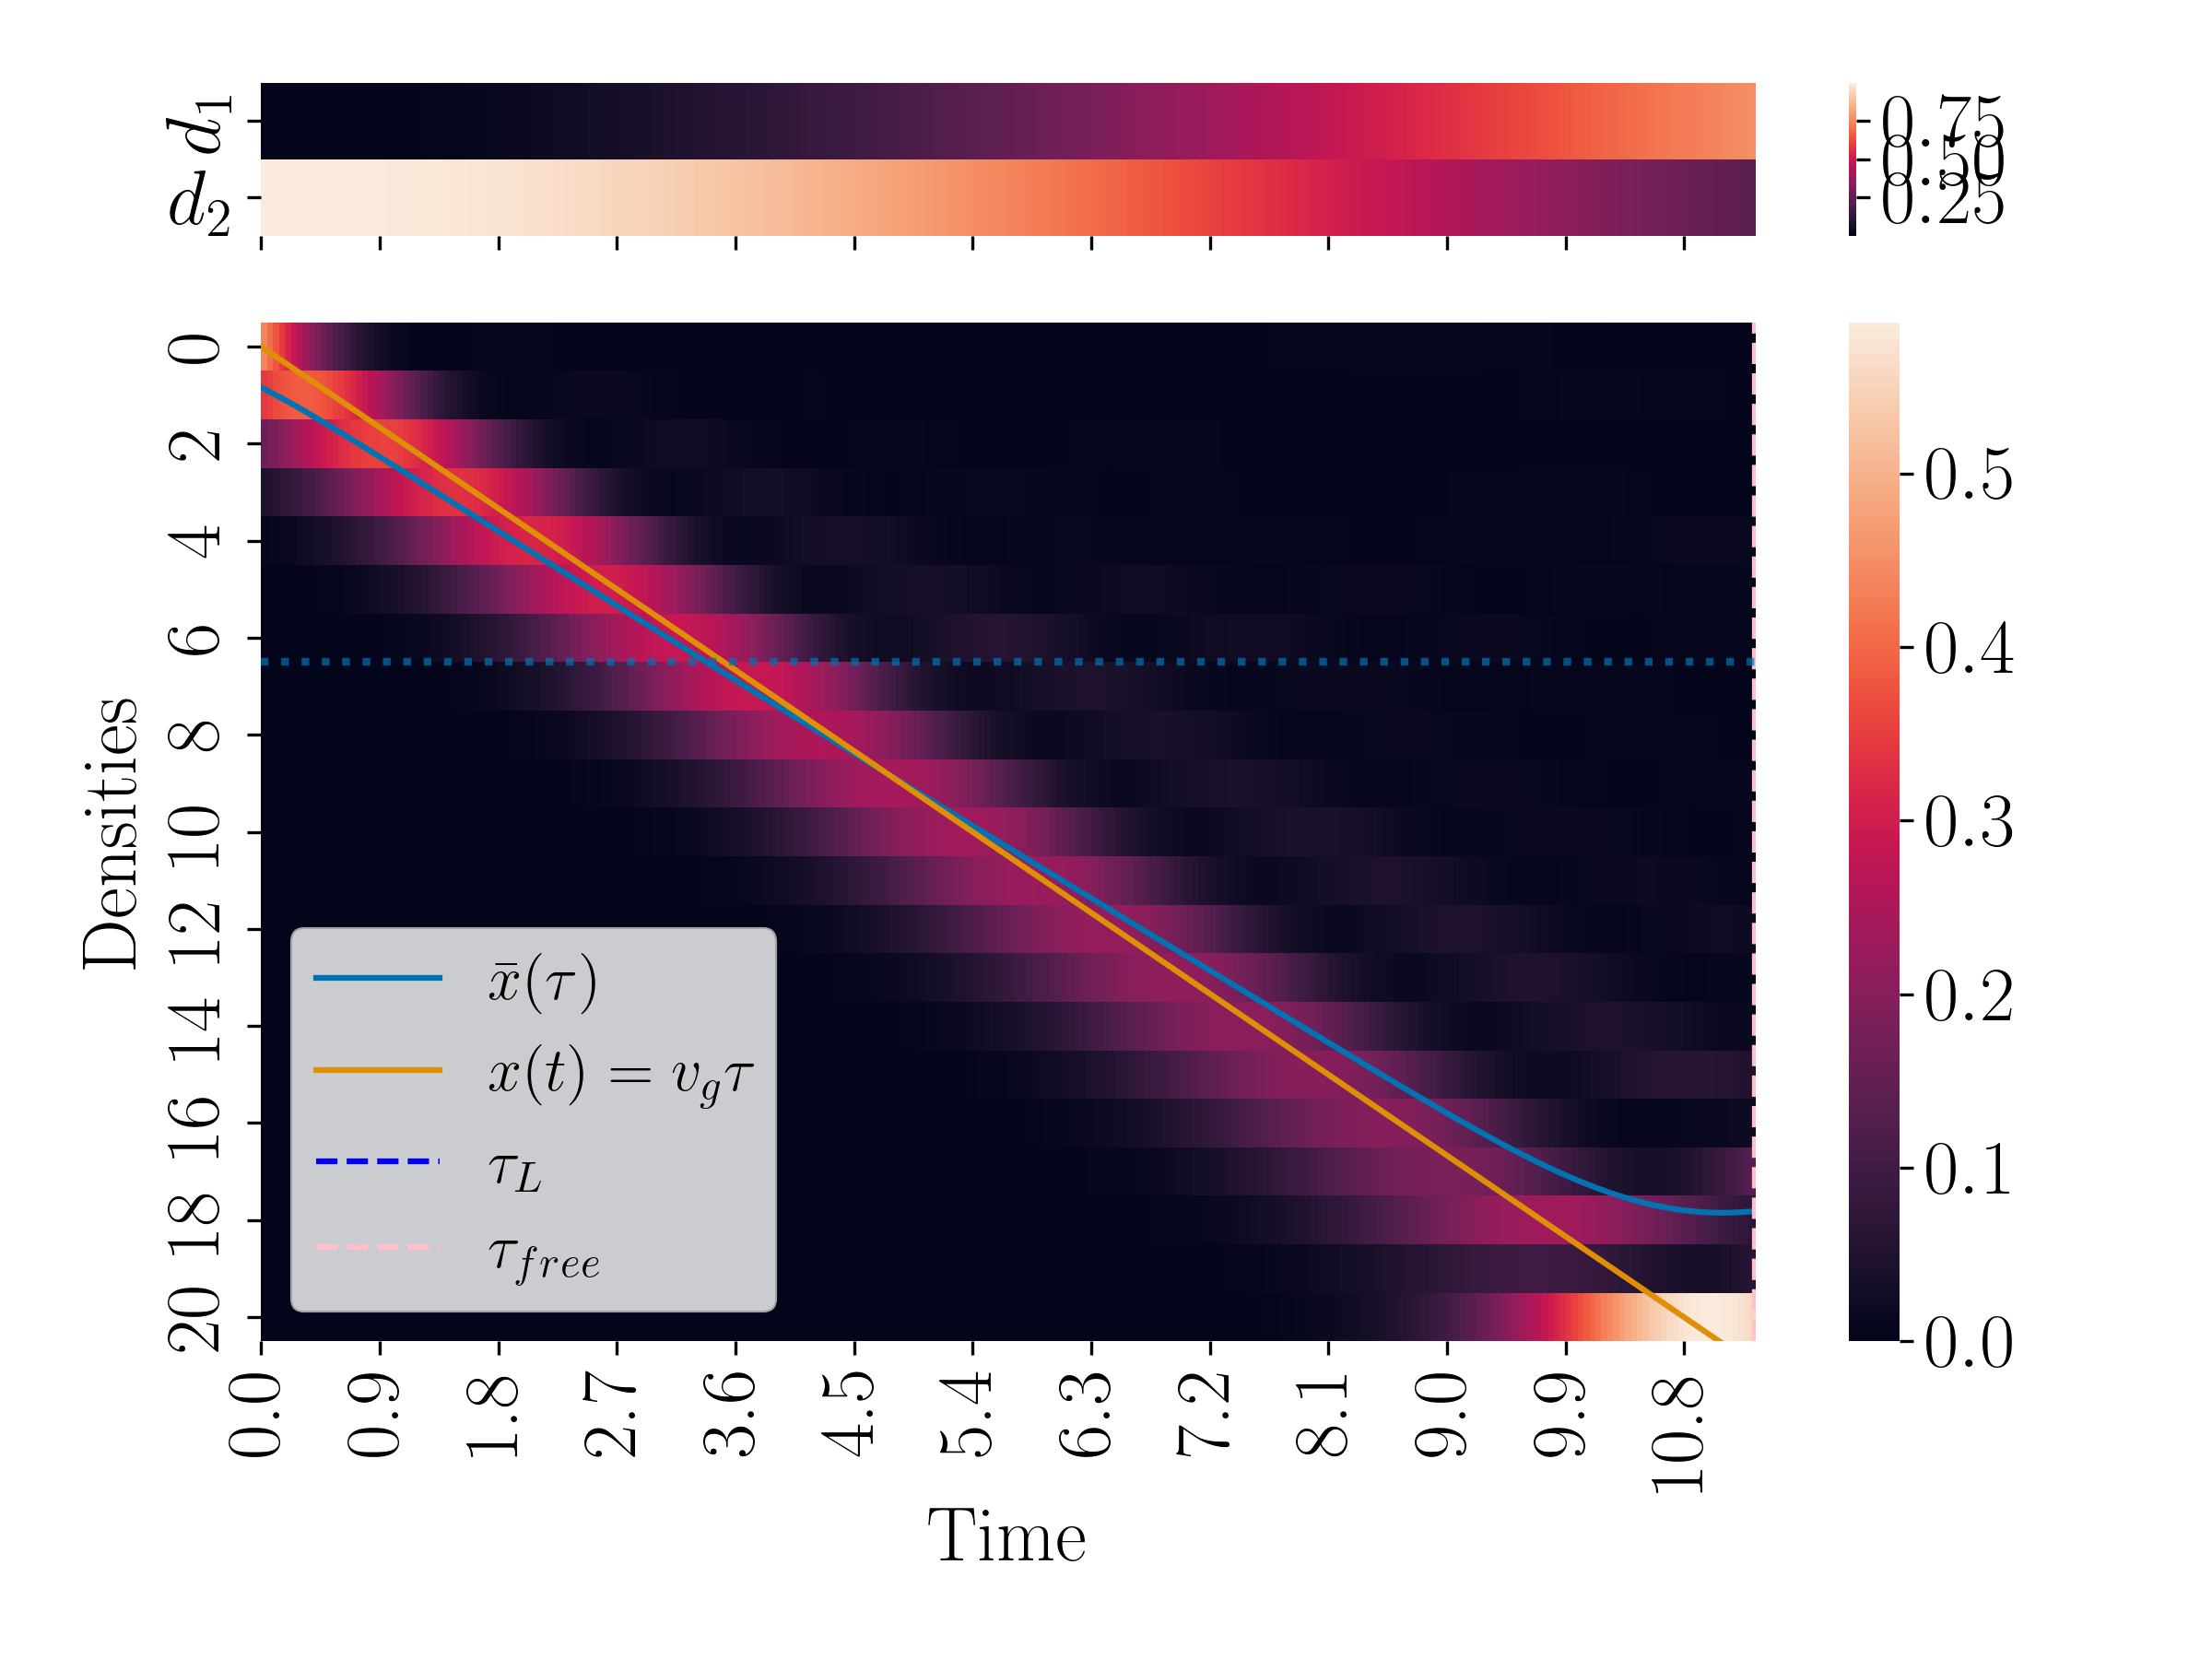 d₁
d₂
0.75
0.50
0.25
Densities
0
2
4
6
8
10
12
14
16
18
20
x̄(τ)
x(t) = v_gτ
τ_L
τ_free
0.5
0.4
0.3
0.2
0.1
0.0
0.0 0.9 1.8 2.7 3.6 4.5 5.4 6.3 7.2 8.1 9.0 9.9 10.8
Time